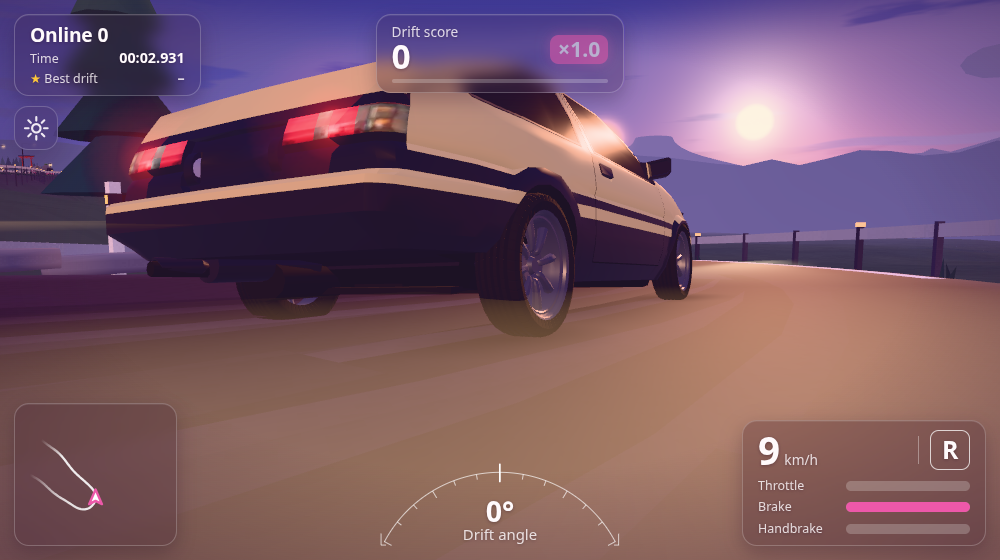 Online 0
Time 00:02.931
★ Best drift –
Drift score
0
×1.0
0°
Drift angle
9 km/h
R
Throttle
Brake
Handbrake